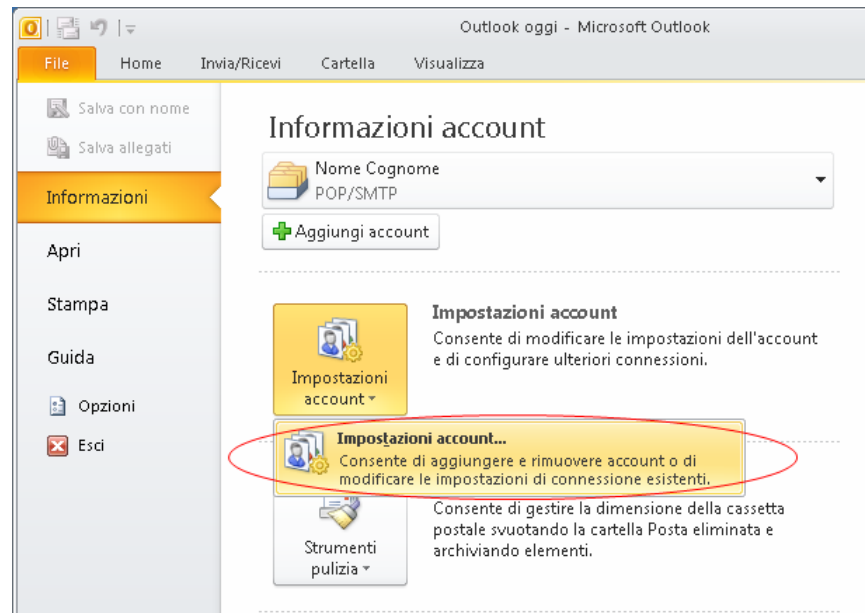 Outlook oggi - Microsoft Outlook
File Home Invia/Ricevi Cartella Visualizza
Salva con nome
Salva allegati
Informazioni
Apri
Stampa
Guida
Opzioni
Esci
Informazioni account
Nome Cognome
POP/SMTP
Aggiungi account
Impostazioni
account
Impostazioni account
Consente di modificare le impostazioni dell'account
e di configurare ulteriori connessioni.
Impostazioni account...
Consente di aggiungere e rimuovere account o di
modificare le impostazioni di connessione esistenti.
Strumenti
pulizia
Consente di gestire la dimensione della cassetta
postale svuotando la cartella Posta eliminata e
archiviando elementi.